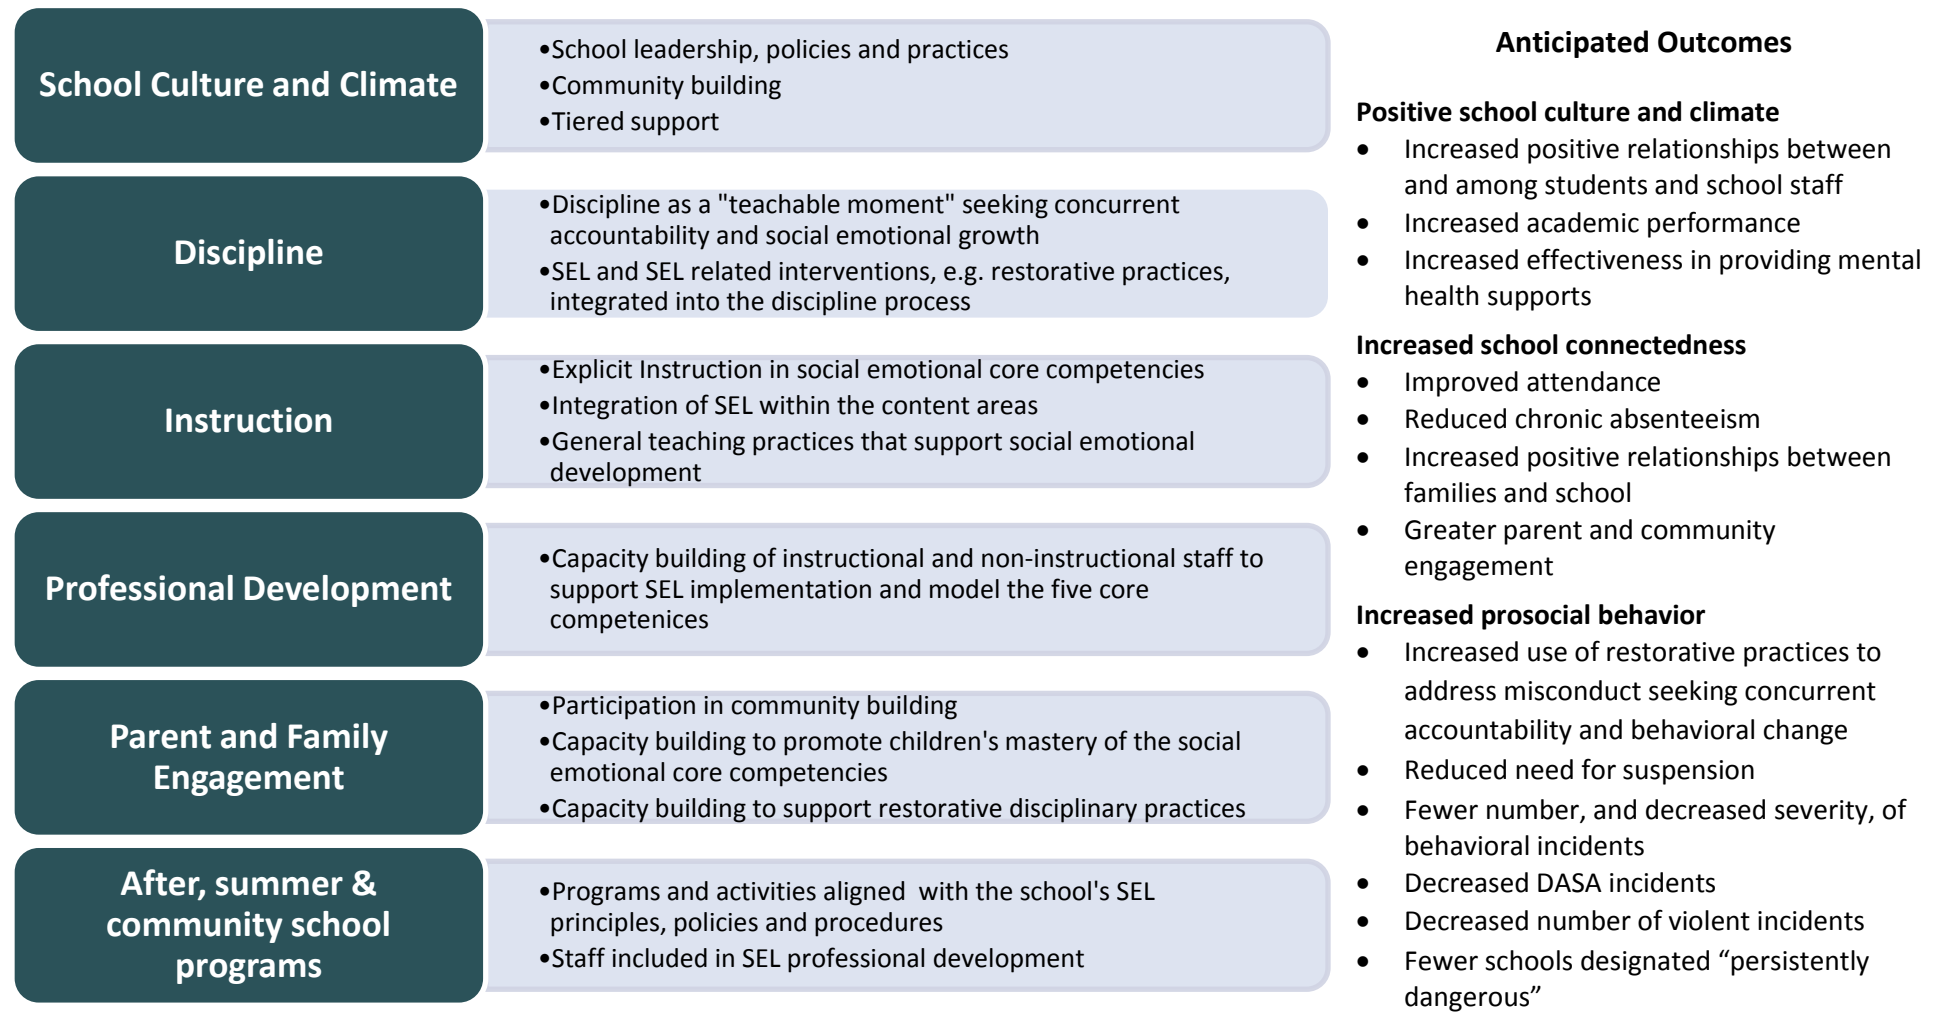 School Culture and Climate
•School leadership, policies and practices
•Community building
•Tiered support
Discipline
•Discipline as a "teachable moment" seeking concurrent
accountability and social emotional growth
•SEL and SEL related interventions, e.g. restorative practices,
integrated into the discipline process
Instruction
•Explicit Instruction in social emotional core competencies
•Integration of SEL within the content areas
•General teaching practices that support social emotional
development
Professional Development
•Capacity building of instructional and non-instructional staff to
support SEL implementation and model the five core
competenices
Parent and Family
Engagement
•Participation in community building
•Capacity building to promote children's mastery of the social
emotional core competencies
•Capacity building to support restorative disciplinary practices
After, summer &
community school
programs
•Programs and activities aligned  with the school's SEL
principles, policies and procedures
•Staff included in SEL professional development
Anticipated Outcomes
Positive school culture and climate
• Increased positive relationships between
and among students and school staff
• Increased academic performance
• Increased effectiveness in providing mental
health supports
Increased school connectedness
• Improved attendance
• Reduced chronic absenteeism
• Increased positive relationships between
families and school
• Greater parent and community
engagement
Increased prosocial behavior
• Increased use of restorative practices to
address misconduct seeking concurrent
accountability and behavioral change
• Reduced need for suspension
• Fewer number, and decreased severity, of
behavioral incidents
• Decreased DASA incidents
• Decreased number of violent incidents
• Fewer schools designated “persistently
dangerous”